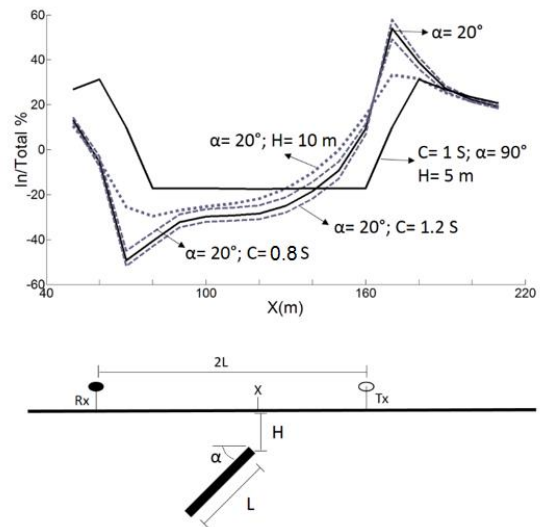 In/Total %
60
40
20
0
-20
-40
-60
40
100
160
220
X(m)
α= 20°
α= 20°; H= 10 m
C= 1 S; α= 90°
H= 5 m
α= 20°; C= 1.2 S
α= 20°; C= 0.8 S
2L
Rx
X
Tx
H
α
L